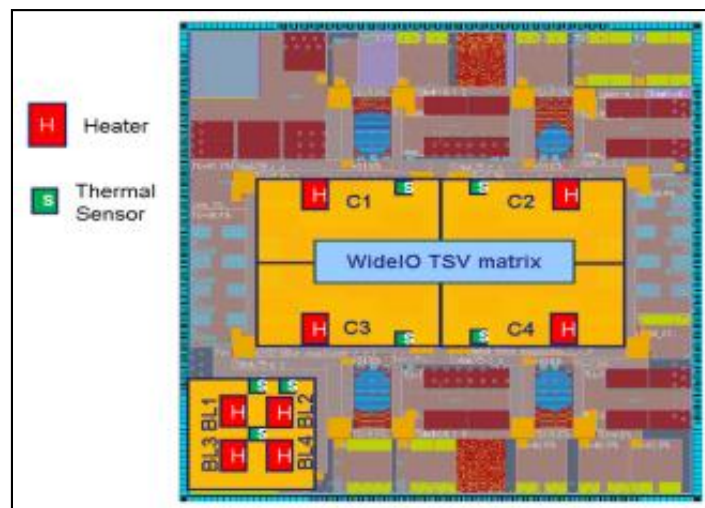 H
Heater
S
Thermal
Sensor
H
C1
S
S
C2
H
WideIO TSV matrix
H
C3
S
S
C4
H
S
S
BL1
H
H
BL2
S
BL3
H
H
BL4